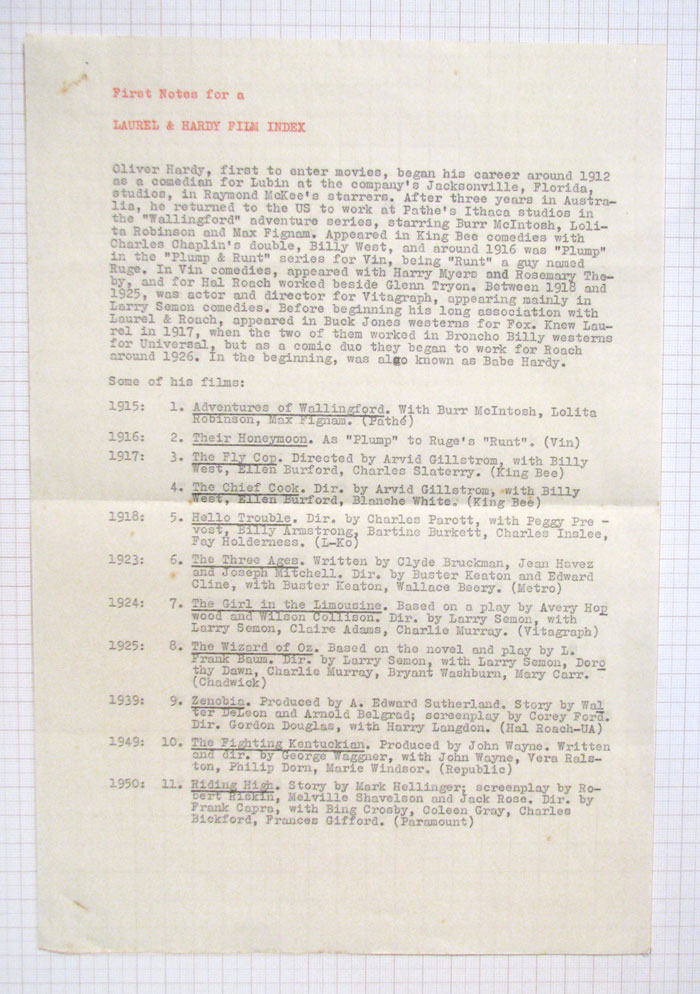 First Notes for a
LAUREL & HARDY FILM INDEX
Oliver Hardy, first to enter movies, began his career around 1912
as a comedian for Lubin at the company's Jacksonville, Florida,
studios, in Raymond McKee's starrers. After three years in Austra-
lia, he returned to the US to work at Pathe's Ithaca studios in
the "Wallingford" adventure series, starring Burr McIntosh, Loli-
ta Robinson and Max Fignam. Appeared in King Bee comedies with
Charles Chaplin's double, Billy West, and around 1916 was "Plump"
in the "Plump & Runt" series for Vin, being "Runt" a guy named
Ruge. In Vin comedies, appeared with Harry Myers and Rosemary The-
by, and for Hal Roach worked beside Glenn Tryon. Between 1918 and
1925, was actor and director for Vitagraph, appearing mainly in
Larry Semon comedies. Before beginning his long association with
Laurel & Roach, appeared in Buck Jones westerns for Fox. Knew Lau-
rel in 1917, when the two of them worked in Broncho Billy westerns
for Universal, but as a comic duo they began to work for Roach
around 1926. In the beginning, was also known as Babe Hardy.
Some of his films:
1915: 1. Adventures of Wallingford. With Burr McIntosh, Lolita
Robinson, Max Fignam. (Pathé)
1916: 2. Their Honeymoon. As "Plump" to Ruge's "Runt". (Vin)
1917: 3. The Fly Cop. Directed by Arvid Gillstrom, with Billy
West, Ellen Burford, Charles Slaterry. (King Bee)
4. The Chief Cook. Dir. by Arvid Gillstrom, with Billy
West, Ellen Burford, Blanche White. (King Bee)
1918: 5. Hello Trouble. Dir. by Charles Parott, with Peggy Pre -
vost, Billy Armstrong, Bartine Burkett, Charles Inslee,
Fay Holderness. (L-Ko)
1923: 6. The Three Ages. Written by Clyde Bruckman, Jean Havez
and Joseph Mitchell. Dir. by Buster Keaton and Edward
Cline, with Buster Keaton, Wallace Beery. (Metro)
1924: 7. The Girl in the Limousine. Based on a play by Avery Hop
wood and Wilson Collison. Dir. by Larry Semon, with
Larry Semon, Claire Adams, Charlie Murray. (Vitagraph)
1925: 8. The Wizard of Oz. Based on the novel and play by L.
Frank Baum. Dir. by Larry Semon, with Larry Semon, Doro
thy Dawn, Charlie Murray, Bryant Washburn, Mary Carr.
(Chadwick)
1939: 9. Zenobia. Produced by A. Edward Sutherland. Story by Wal
ter DeLeon and Arnold Belgrad; screenplay by Corey Ford.
Dir. Gordon Douglas, with Harry Langdon. (Hal Roach-UA)
1949: 10. The Fighting Kentuckian. Produced by John Wayne. Written
and dir. by George Waggner, with John Wayne, Vera Rals-
ton, Philip Dorn, Marie Windsor. (Republic)
1950: 11. Riding High. Story by Mark Hellinger; screenplay by Ro-
bert Riskin, Melville Shavelson and Jack Rose. Dir. by
Frank Capra, with Bing Crosby, Coleen Gray, Charles
Bickford, Frances Gifford. (Paramount)